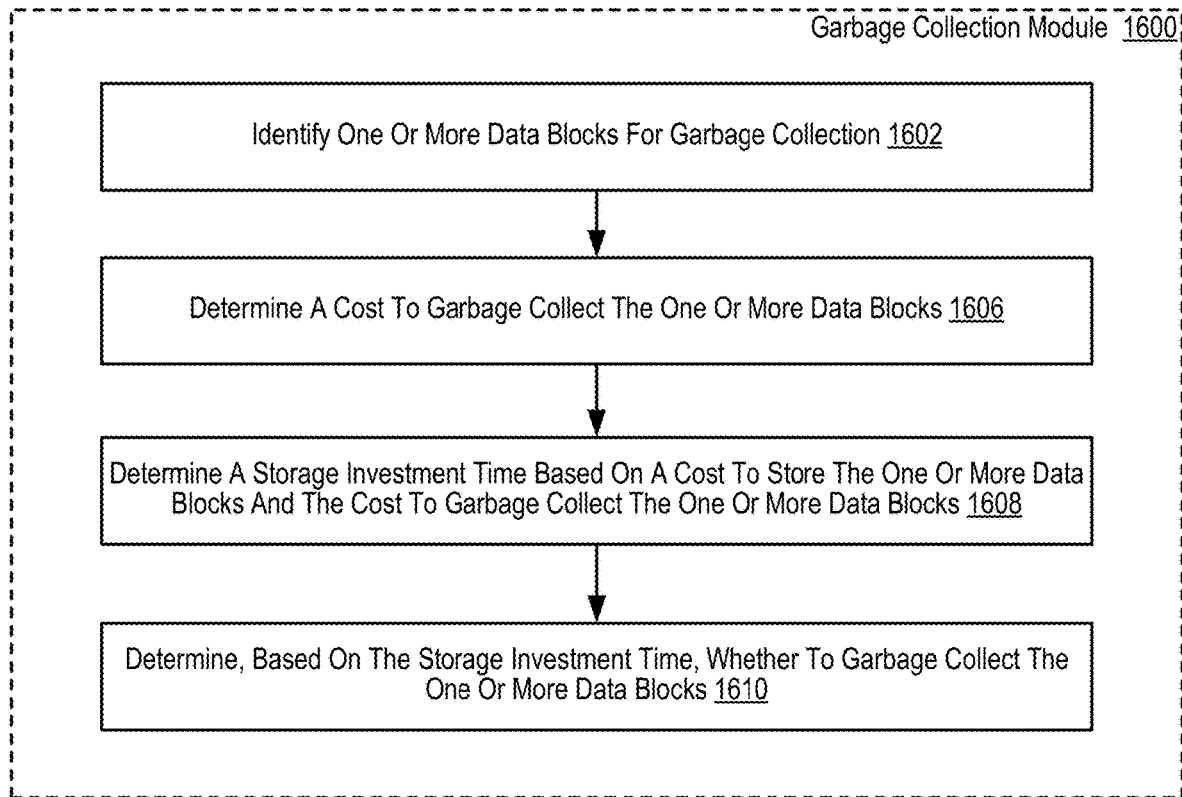 Garbage Collection Module 1600
Identify One Or More Data Blocks For Garbage Collection 1602
Determine A Cost To Garbage Collect The One Or More Data Blocks 1606
Determine A Storage Investment Time Based On A Cost To Store The One Or More Data
Blocks And The Cost To Garbage Collect The One Or More Data Blocks 1608
Determine, Based On The Storage Investment Time, Whether To Garbage Collect The
One Or More Data Blocks 1610